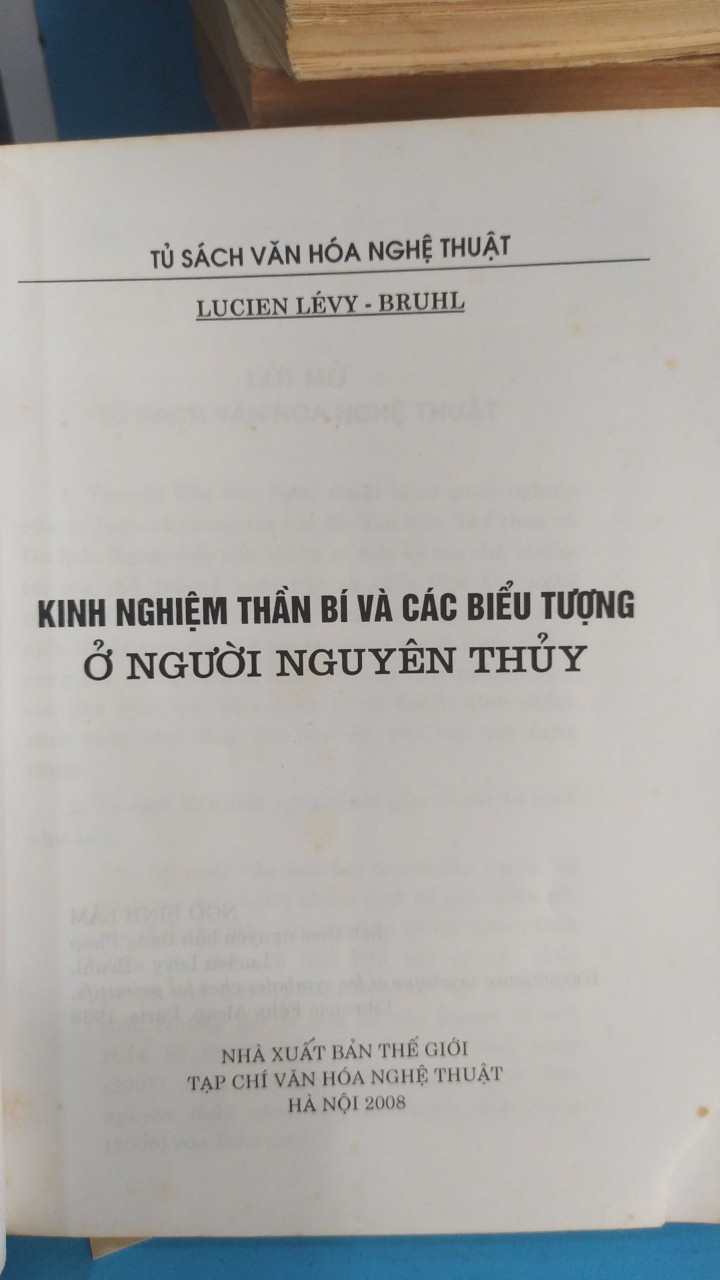 TỦ SÁCH VĂN HÓA NGHỆ THUẬT
LUCIEN LÉVY - BRUHL
KINH NGHIỆM THẦN BÍ VÀ CÁC BIỂU TƯỢNG
Ở NGƯỜI NGUYÊN THỦY
NHÀ XUẤT BẢN THẾ GIỚI
TẠP CHÍ VĂN HÓA NGHỆ THUẬT
HÀ NỘI 2008